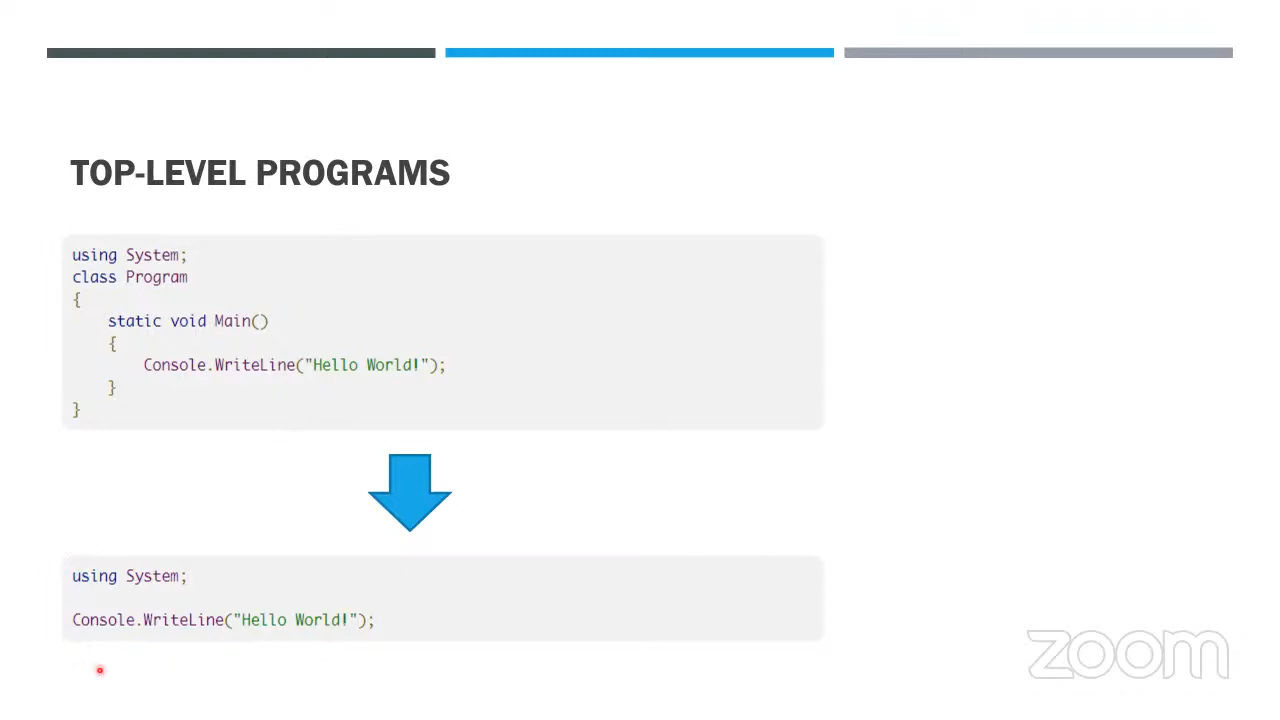 TOP-LEVEL PROGRAMS
using System;
class Program
{
    static void Main()
    {
        Console.WriteLine("Hello World!");
    }
}
using System;
Console.WriteLine("Hello World!");
zoom